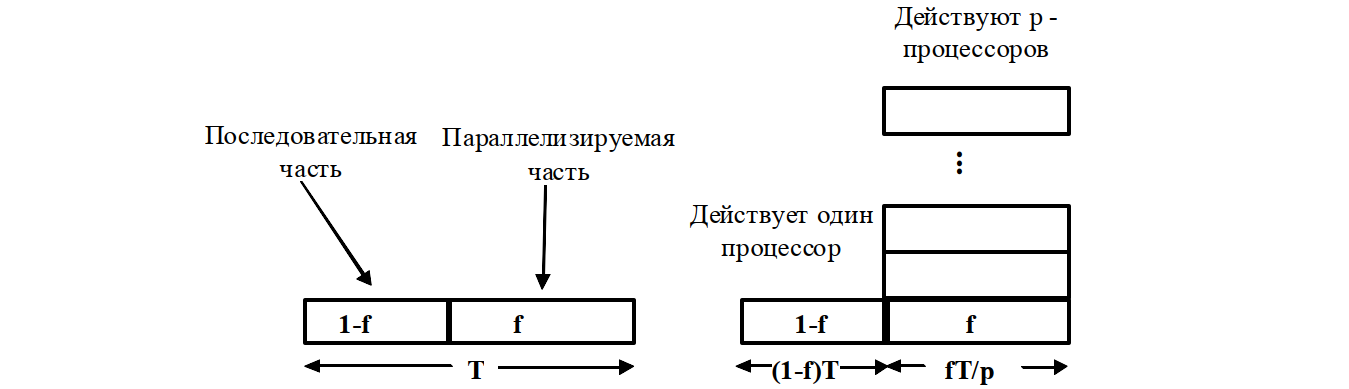 Действуют p -
процессоров
Последовательная
часть
Параллелизируемая
часть
Действует один
процессор
1-f
f
1-f
f
T
(1-f)T
fT/p